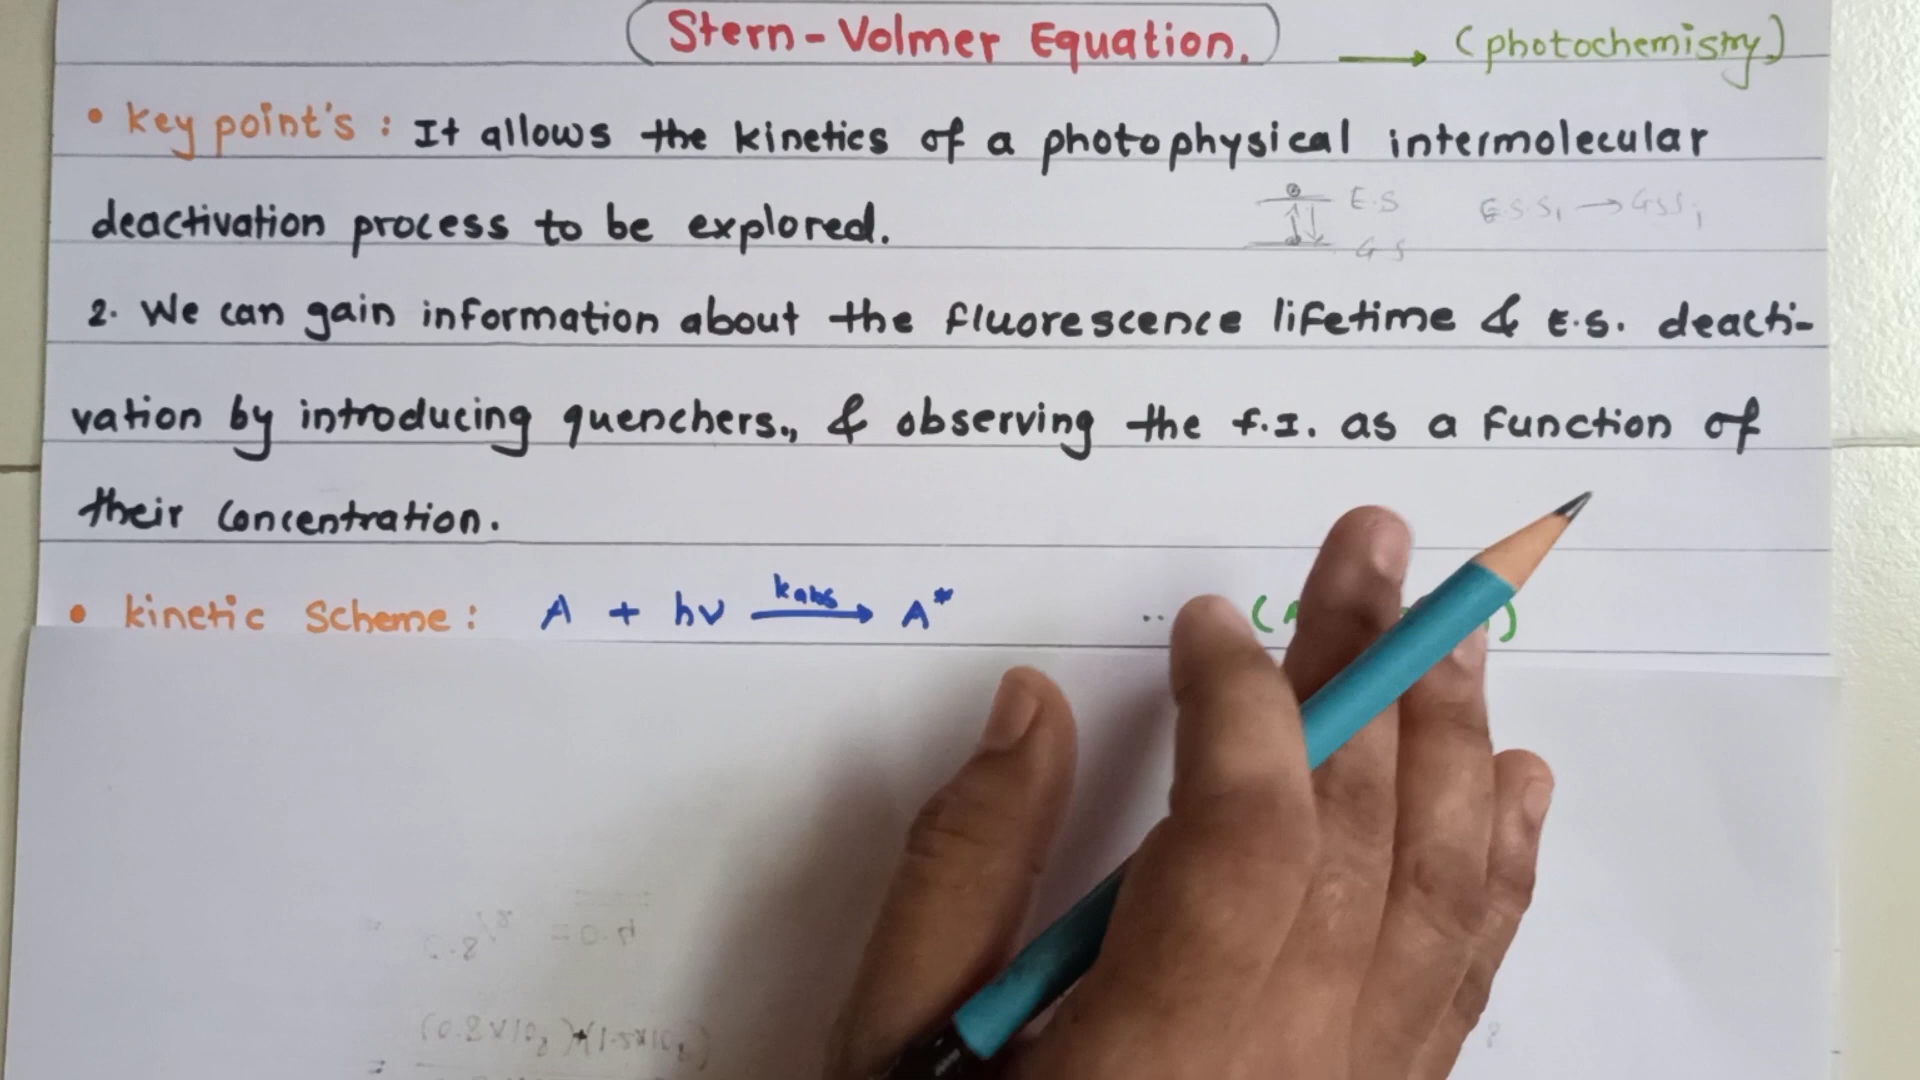 Stern-Volmer Equation. → (photochemistry)
• key point's : It allows the kinetics of a photophysical intermolecular
deactivation process to be explored.
E.S
G S
E.S S₁ → G S S₁
2. We can gain information about the fluorescence lifetime & E.S. deacti-
vation by introducing quenchers., & observing the f.I. as a function of
their concentration.
• kinetic Scheme : A + hν kabs → A*